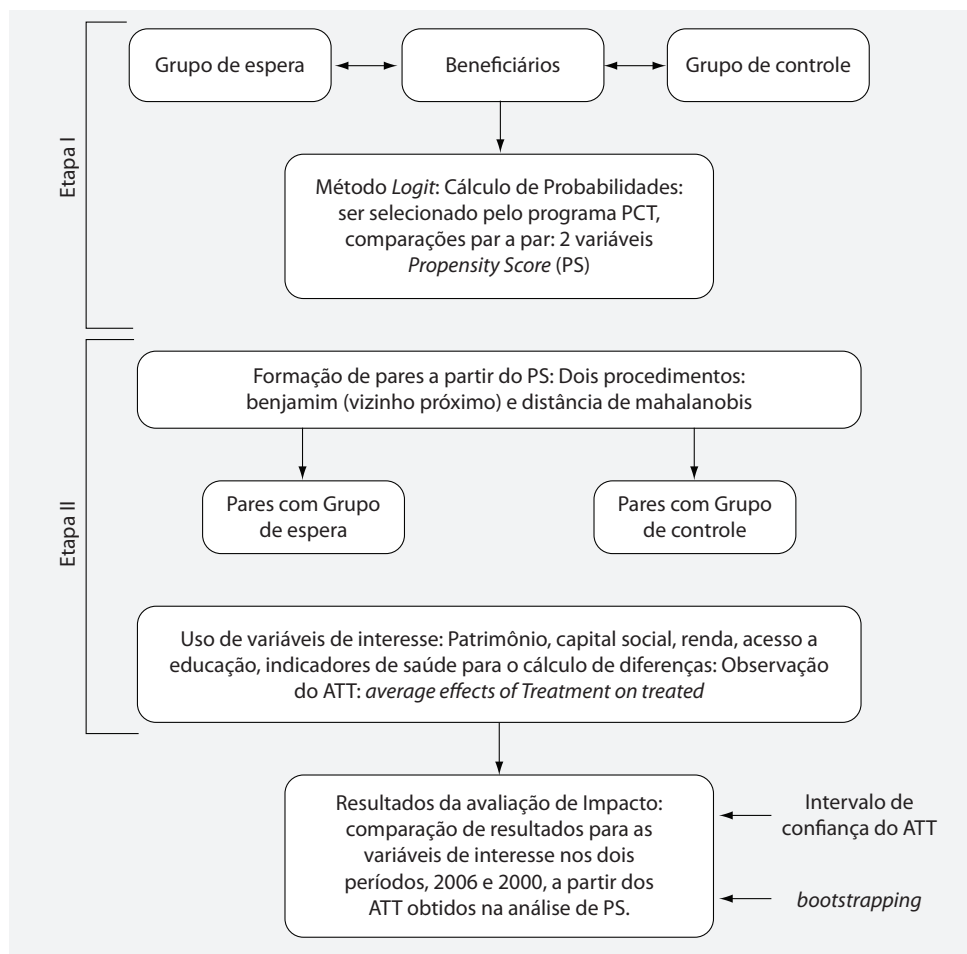 Etapa I
Grupo de espera
Beneficiários
Grupo de controle
Método Logit: Cálculo de Probabilidades:
ser selecionado pelo programa PCT,
comparações par a par: 2 variáveis
Propensity Score (PS)
Etapa II
Formação de pares a partir do PS: Dois procedimentos:
benjamim (vizinho próximo) e distância de mahalanobis
Pares com Grupo
de espera
Pares com Grupo
de controle
Uso de variáveis de interesse: Patrimônio, capital social, renda, acesso a
educação, indicadores de saúde para o cálculo de diferenças: Observação
do ATT: average effects of Treatment on treated
Resultados da avaliação de Impacto:
comparação de resultados para as
variáveis de interesse nos dois
períodos, 2006 e 2000, a partir dos
ATT obtidos na análise de PS.
Intervalo de
confiança do ATT
bootstrapping